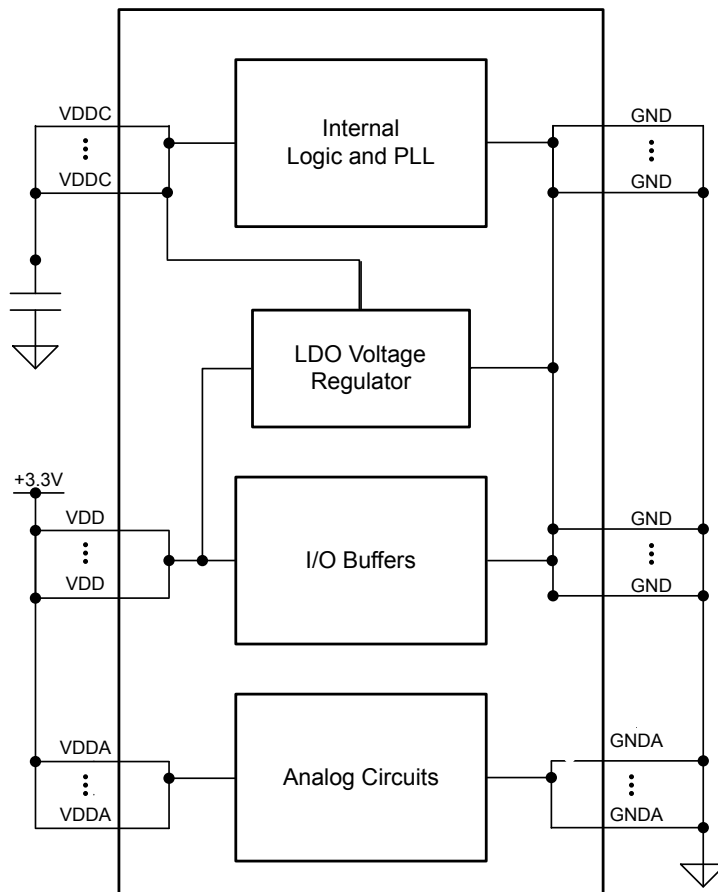 VDDC
VDDC
Internal
Logic and PLL
GND
GND
LDO Voltage
Regulator
+3.3V
VDD
VDD
I/O Buffers
GND
GND
VDDA
VDDA
Analog Circuits
GNDA
GNDA